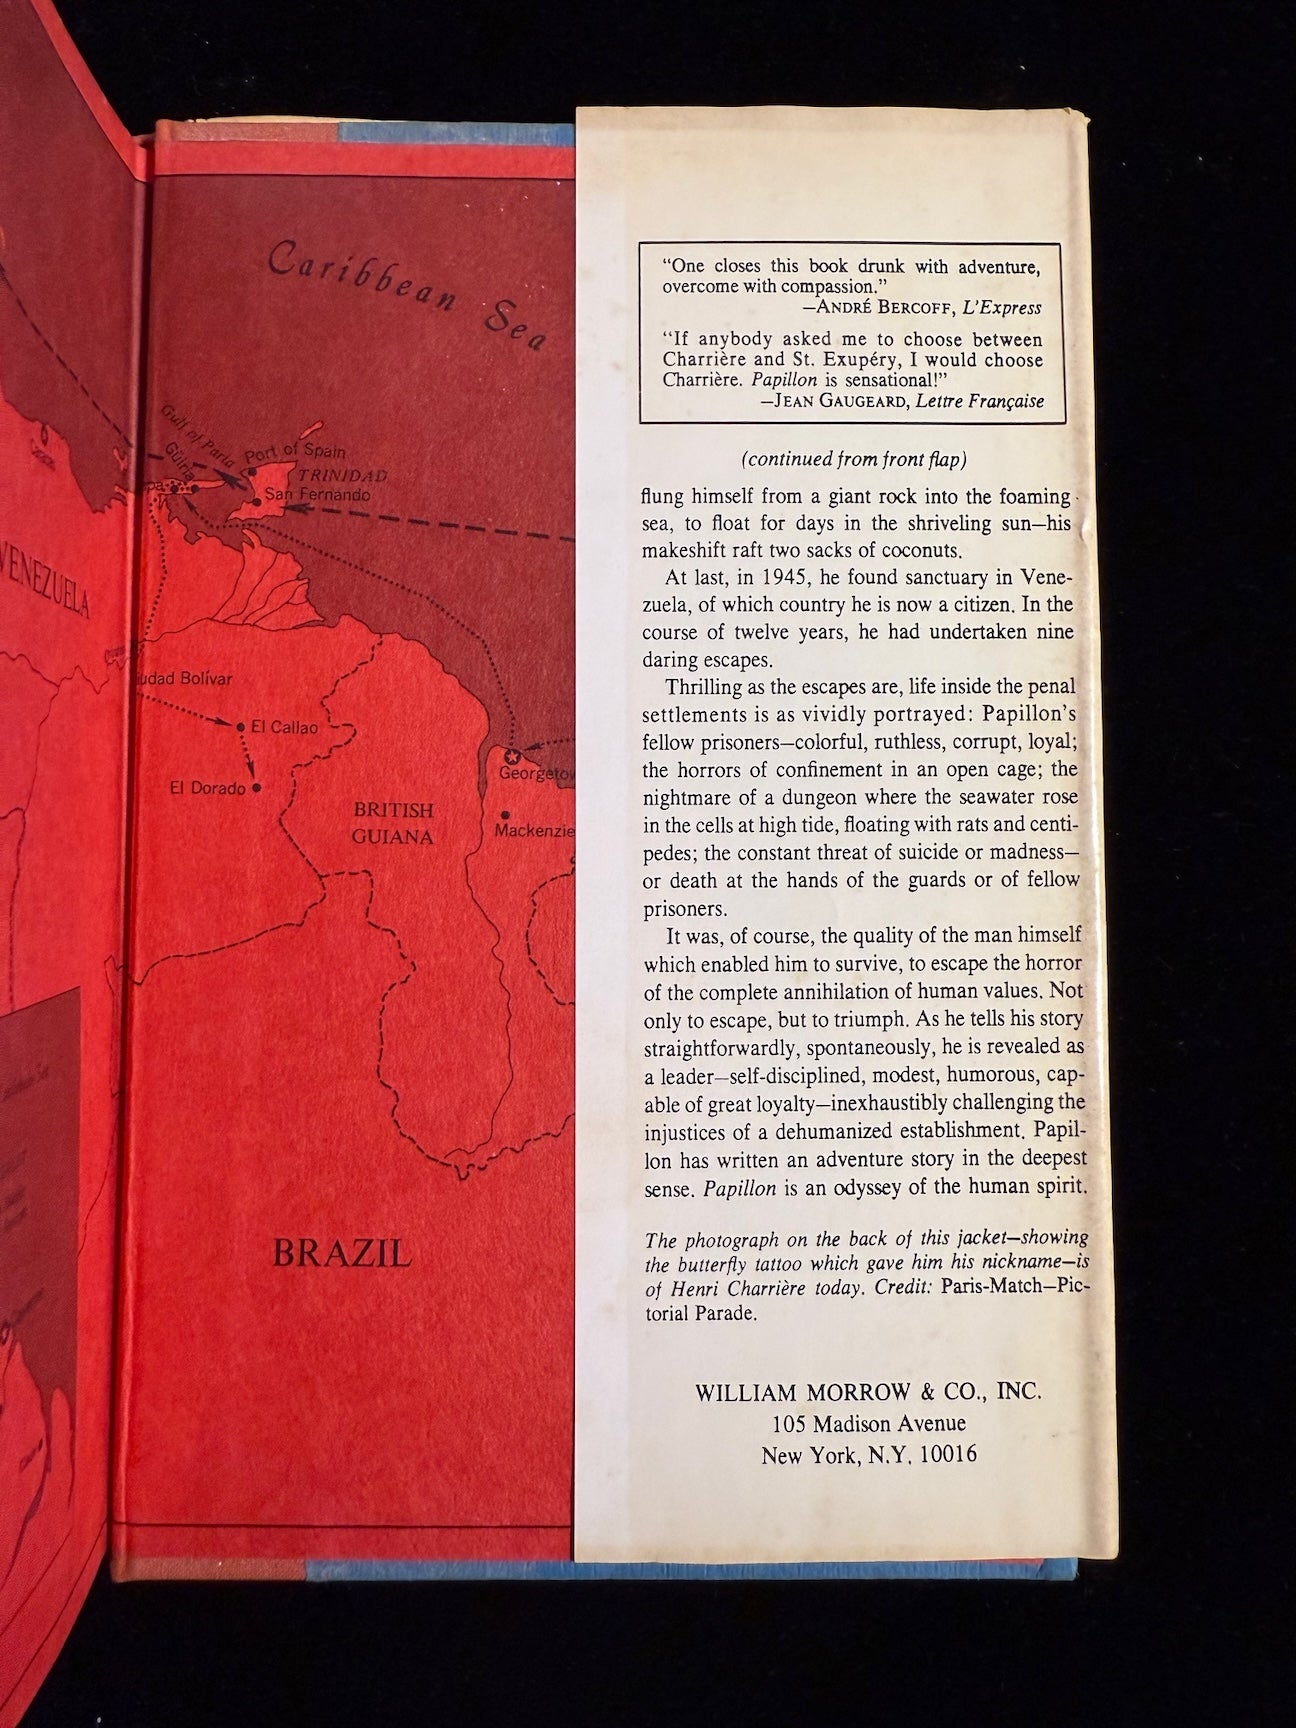 Caribbean Sea
Gulf of Paria
Güiria
Port of Spain
TRINIDAD
San Fernando
VENEZUELA
udad Bolívar
El Callao
El Dorado
Georgetow
Mackenzie
BRITISH
GUIANA
BRAZIL
“One closes this book drunk with adventure,
overcome with compassion.”
—ANDRÉ BERCOFF, L'Express
“If anybody asked me to choose between
Charrière and St. Exupéry, I would choose
Charrière. Papillon is sensational!”
—JEAN GAUGEARD, Lettre Française
(continued from front flap)
flung himself from a giant rock into the foaming
sea, to float for days in the shriveling sun—his
makeshift raft two sacks of coconuts.
At last, in 1945, he found sanctuary in Vene-
zuela, of which country he is now a citizen. In the
course of twelve years, he had undertaken nine
daring escapes.
Thrilling as the escapes are, life inside the penal
settlements is as vividly portrayed: Papillon's
fellow prisoners—colorful, ruthless, corrupt, loyal;
the horrors of confinement in an open cage; the
nightmare of a dungeon where the seawater rose
in the cells at high tide, floating with rats and centi-
pedes; the constant threat of suicide or madness—
or death at the hands of the guards or of fellow
prisoners.
It was, of course, the quality of the man himself
which enabled him to survive, to escape the horror
of the complete annihilation of human values. Not
only to escape, but to triumph. As he tells his story
straightforwardly, spontaneously, he is revealed as
a leader—self-disciplined, modest, humorous, cap-
able of great loyalty—inexhaustibly challenging the
injustices of a dehumanized establishment. Papil-
lon has written an adventure story in the deepest
sense. Papillon is an odyssey of the human spirit.
The photograph on the back of this jacket—showing
the butterfly tattoo which gave him his nickname—is
of Henri Charrière today. Credit: Paris-Match—Pic-
torial Parade.
WILLIAM MORROW & CO., INC.
105 Madison Avenue
New York, N.Y. 10016